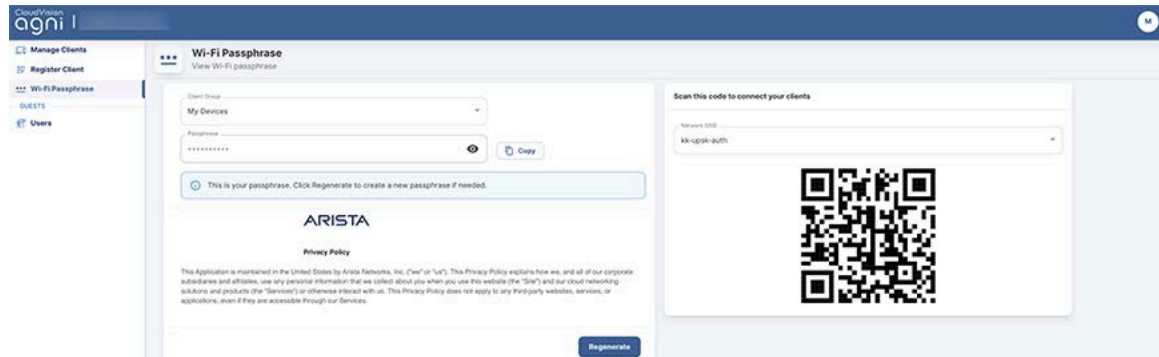 CloudVision
agni
M
Manage Clients
Register Client
Wi-Fi Passphrase
GUESTS
Users
Wi-Fi Passphrase
View Wi-Fi passphrase
Client Group
My Devices
Passphrase
Copy
This is your passphrase. Click Regenerate to create a new passphrase if needed.
ARISTA
Privacy Policy
This Application is maintained in the United States by Arista Networks, Inc. ("we" or "us"). This Privacy Policy explains how we, and all of our corporate
subsidiaries and affiliates, use any personal information that we collect about you when you use this website (the "Site") and our cloud networking
solutions and products (the "Services") or otherwise interact with us. This Privacy Policy does not apply to any third-party websites, services, or
applications, even if they are accessible through our Services.
Regenerate
Scan this code to connect your clients
Network SSID
kk-upsk-auth